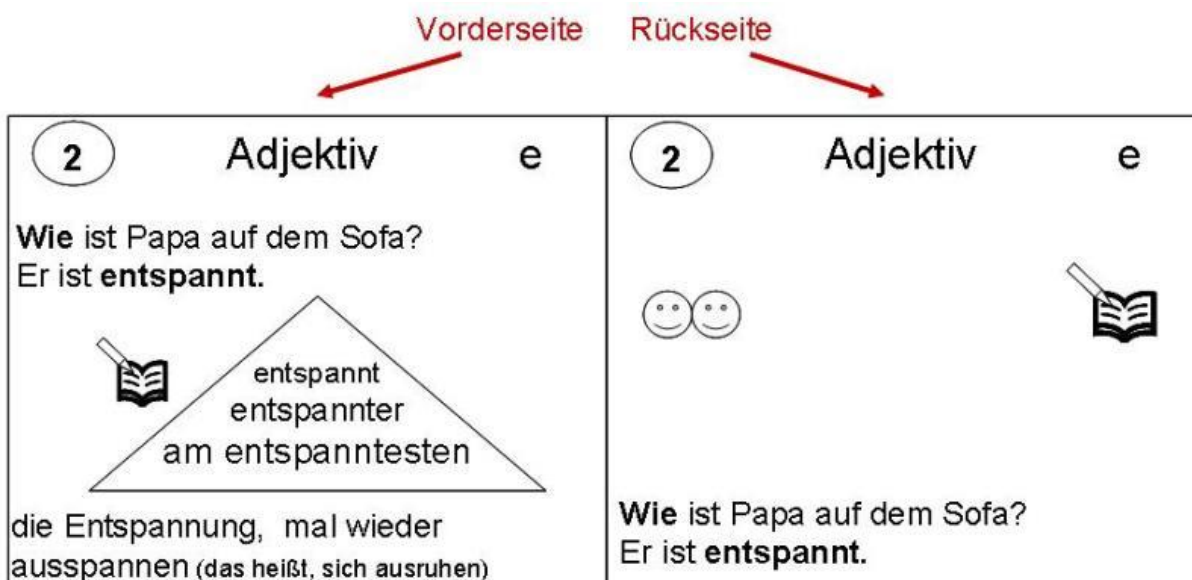 Vorderseite Rückseite
2 Adjektiv e
Wie ist Papa auf dem Sofa?
Er ist entspannt.
entspannt
entspannter
am entspanntesten
die Entspannung, mal wieder
ausspannen (das heißt, sich ausruhen)
2 Adjektiv e
Wie ist Papa auf dem Sofa?
Er ist entspannt.